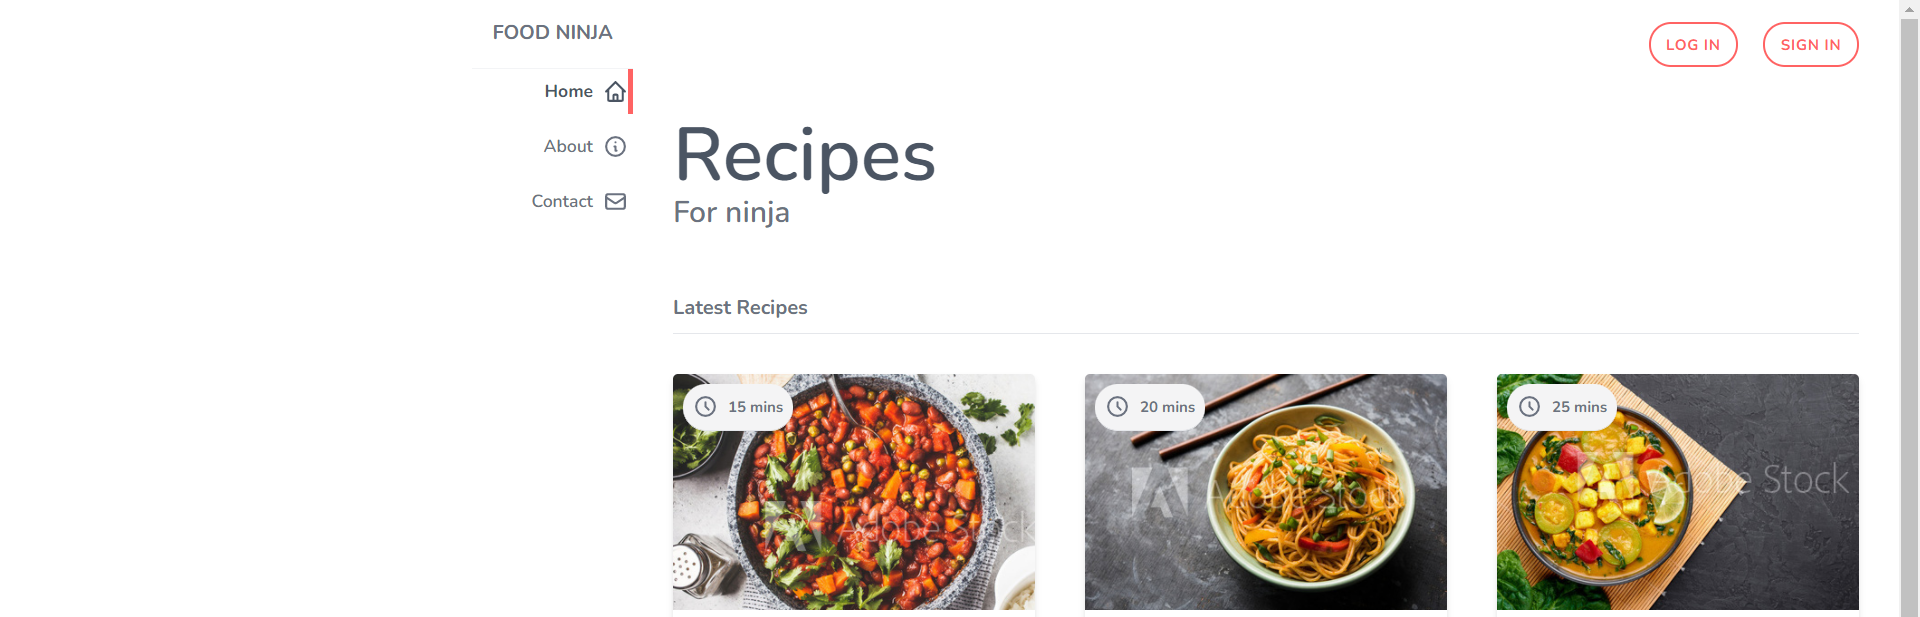 FOOD NINJA
LOG IN
SIGN IN
Home
About
Contact
Recipes
For ninja
Latest Recipes
15 mins
20 mins
25 mins
Adobe Stock
Adobe Stock
Adobe Stock